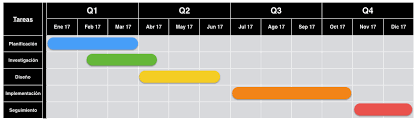 Tareas Q1 Q2 Q3 Q4
Ene 17 Feb 17 Mar 17 Abr 17 May 17 Jun 17 Jul 17 Ago 17 Sep 17 Oct 17 Nov 17 Dic 17
Planificación
Investigación
Diseño
Implementación
Seguimiento